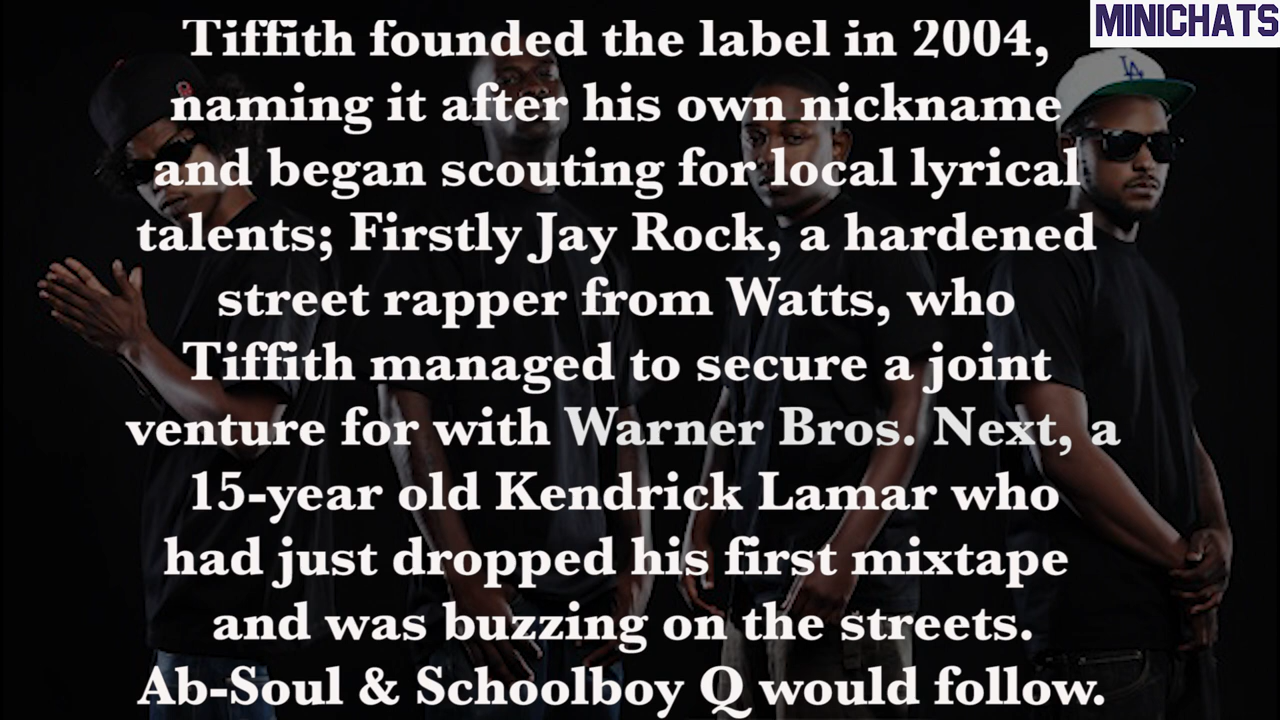 MINICHATS
Tiffith founded the label in 2004,
naming it after his own nickname
and began scouting for local lyrical
talents; Firstly Jay Rock, a hardened
street rapper from Watts, who
Tiffith managed to secure a joint
venture for with Warner Bros. Next, a
15-year old Kendrick Lamar who
had just dropped his first mixtape
and was buzzing on the streets.
Ab-Soul & Schoolboy Q would follow.
LA